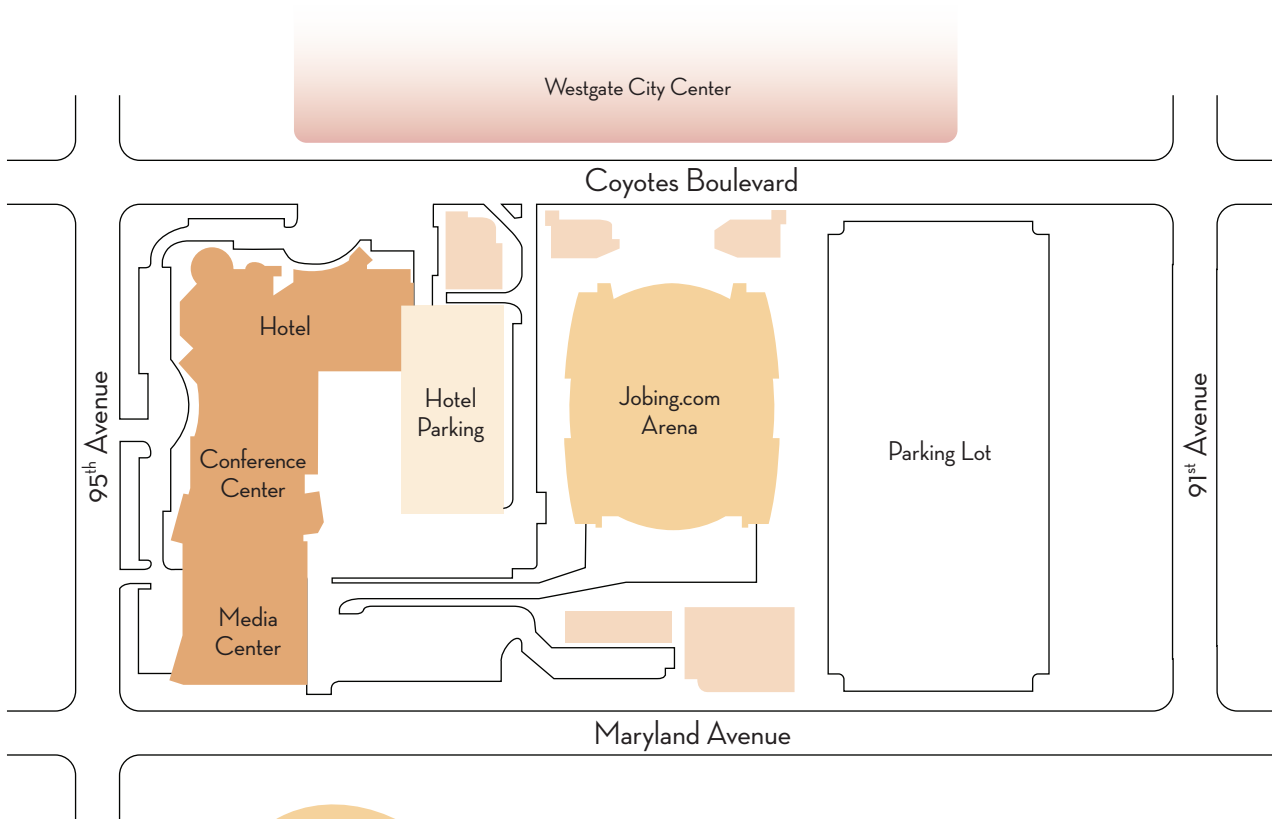 Westgate City Center
Coyotes Boulevard
Hotel
Hotel
Parking
Jobing.com
Arena
Parking Lot
95th Avenue
91st Avenue
Conference
Center
Media
Center
Maryland Avenue